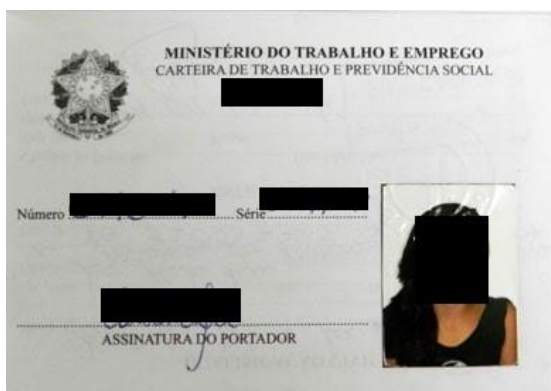 MINISTÉRIO DO TRABALHO E EMPREGO
CARTEIRA DE TRABALHO E PREVIDÊNCIA SOCIAL
Número Série
ASSINATURA DO PORTADOR